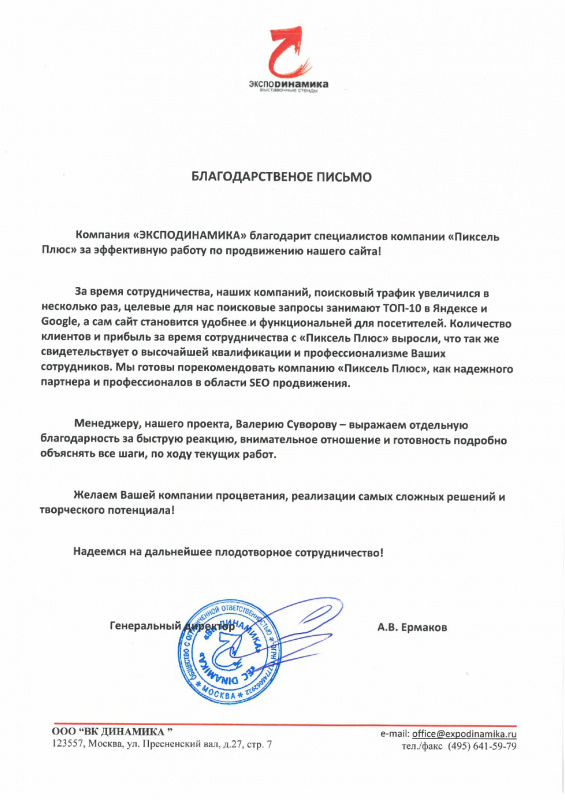 ЭКСПОDИНАМИКА
ВЫСТАВОЧНЫЕ СТЕНДЫ
БЛАГОДАРСТВЕНОЕ ПИСЬМО
Компания «ЭКСПОДИНАМИКА» благодарит специалистов компании «Пиксель
Плюс» за эффективную работу по продвижению нашего сайта!
За время сотрудничества, наших компаний, поисковый трафик увеличился в
несколько раз, целевые для нас поисковые запросы занимают ТОП-10 в Яндексе и
Google, а сам сайт становится удобнее и функциональней для посетителей. Количество
клиентов и прибыль за время сотрудничества с «Пиксель Плюс» выросли, что так же
свидетельствует о высочайшей квалификации и профессионализме Ваших
сотрудников. Мы готовы порекомендовать компанию «Пиксель Плюс», как надежного
партнера и профессионалов в области SEO продвижения.
Менеджеру, нашего проекта, Валерию Суворову – выражаем отдельную
благодарность за быструю реакцию, внимательное отношение и готовность подробно
объяснять все шаги, по ходу текущих работ.
Желаем Вашей компании процветания, реализации самых сложных решений и
творческого потенциала!
Надеемся на дальнейшее плодотворное сотрудничество!
Генеральный директор
А.В. Ермаков
ОБЩЕСТВО С ОГРАНИЧЕННОЙ ОТВЕТСТВЕННОСТЬЮ
«ВК ДИНАМИКА»
"EC DINAMIKA"
* МОСКВА *
ООО “ВК ДИНАМИКА ”
e-mail: office@expodinamika.ru
123557, Москва, ул. Пресненский вал, д.27, стр. 7
тел./факс (495) 641-59-79